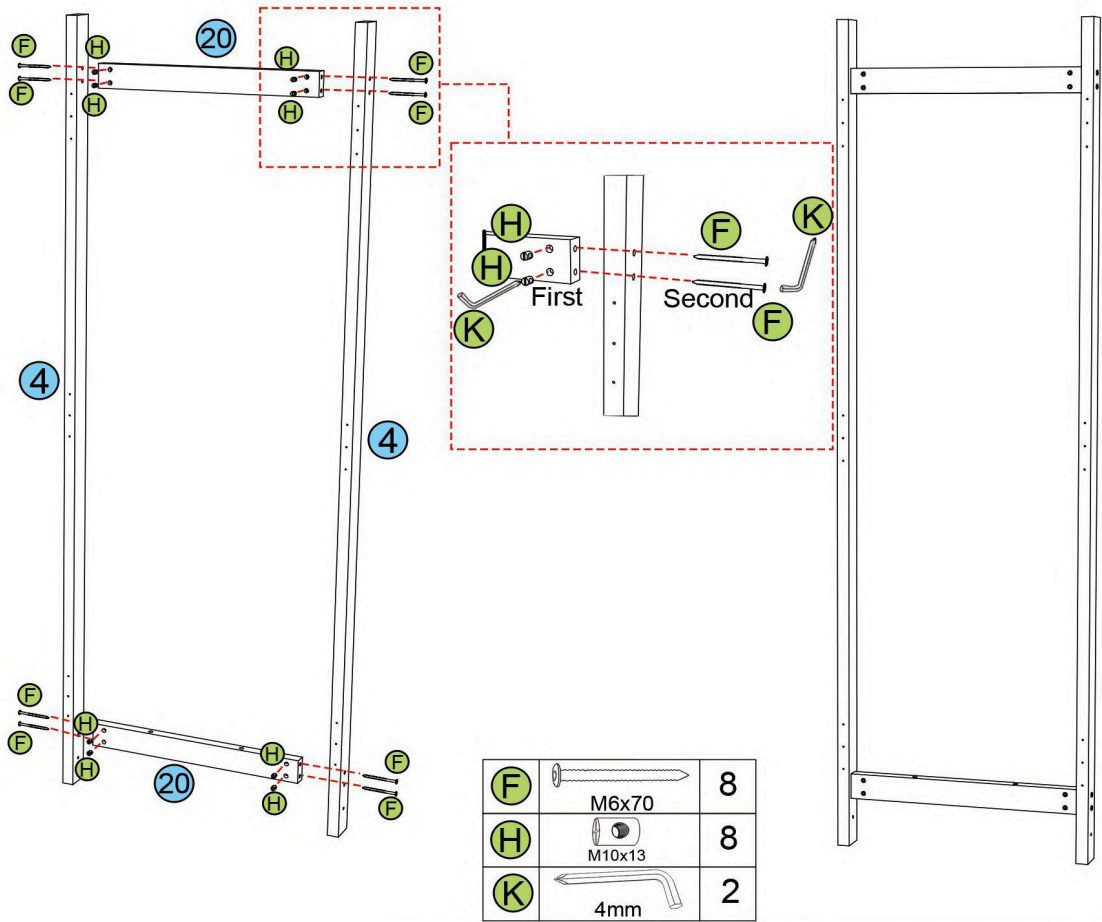 F H 20 H F
F H H F
4
4
H F K
H
First Second
K F
F H H F
F H 20 H F
F M6x70 8
H M10x13 8
K 4mm 2